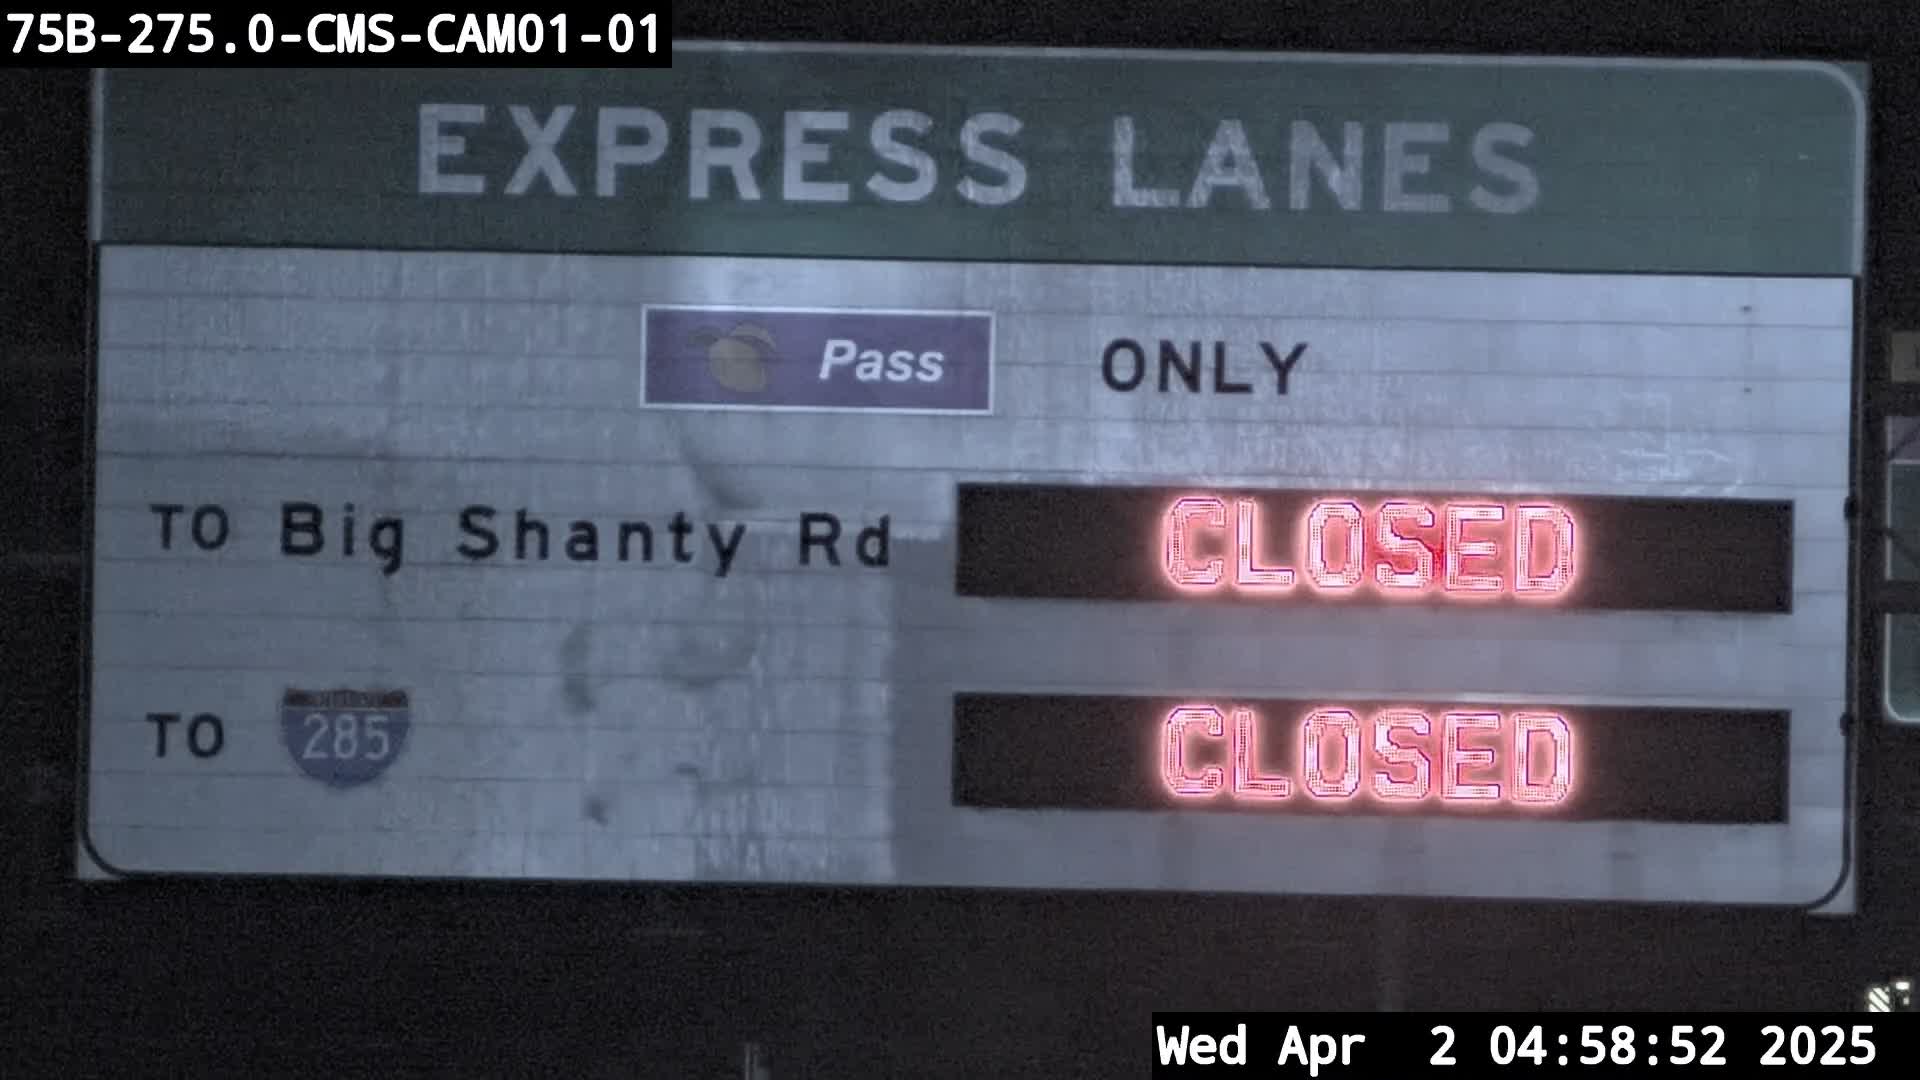 75B-275.0-CMS-CAM01-01
EXPRESS LANES
Pass ONLY
TO Big Shanty Rd CLOSED
TO 285 CLOSED
Wed Apr 2 04:58:52 2025